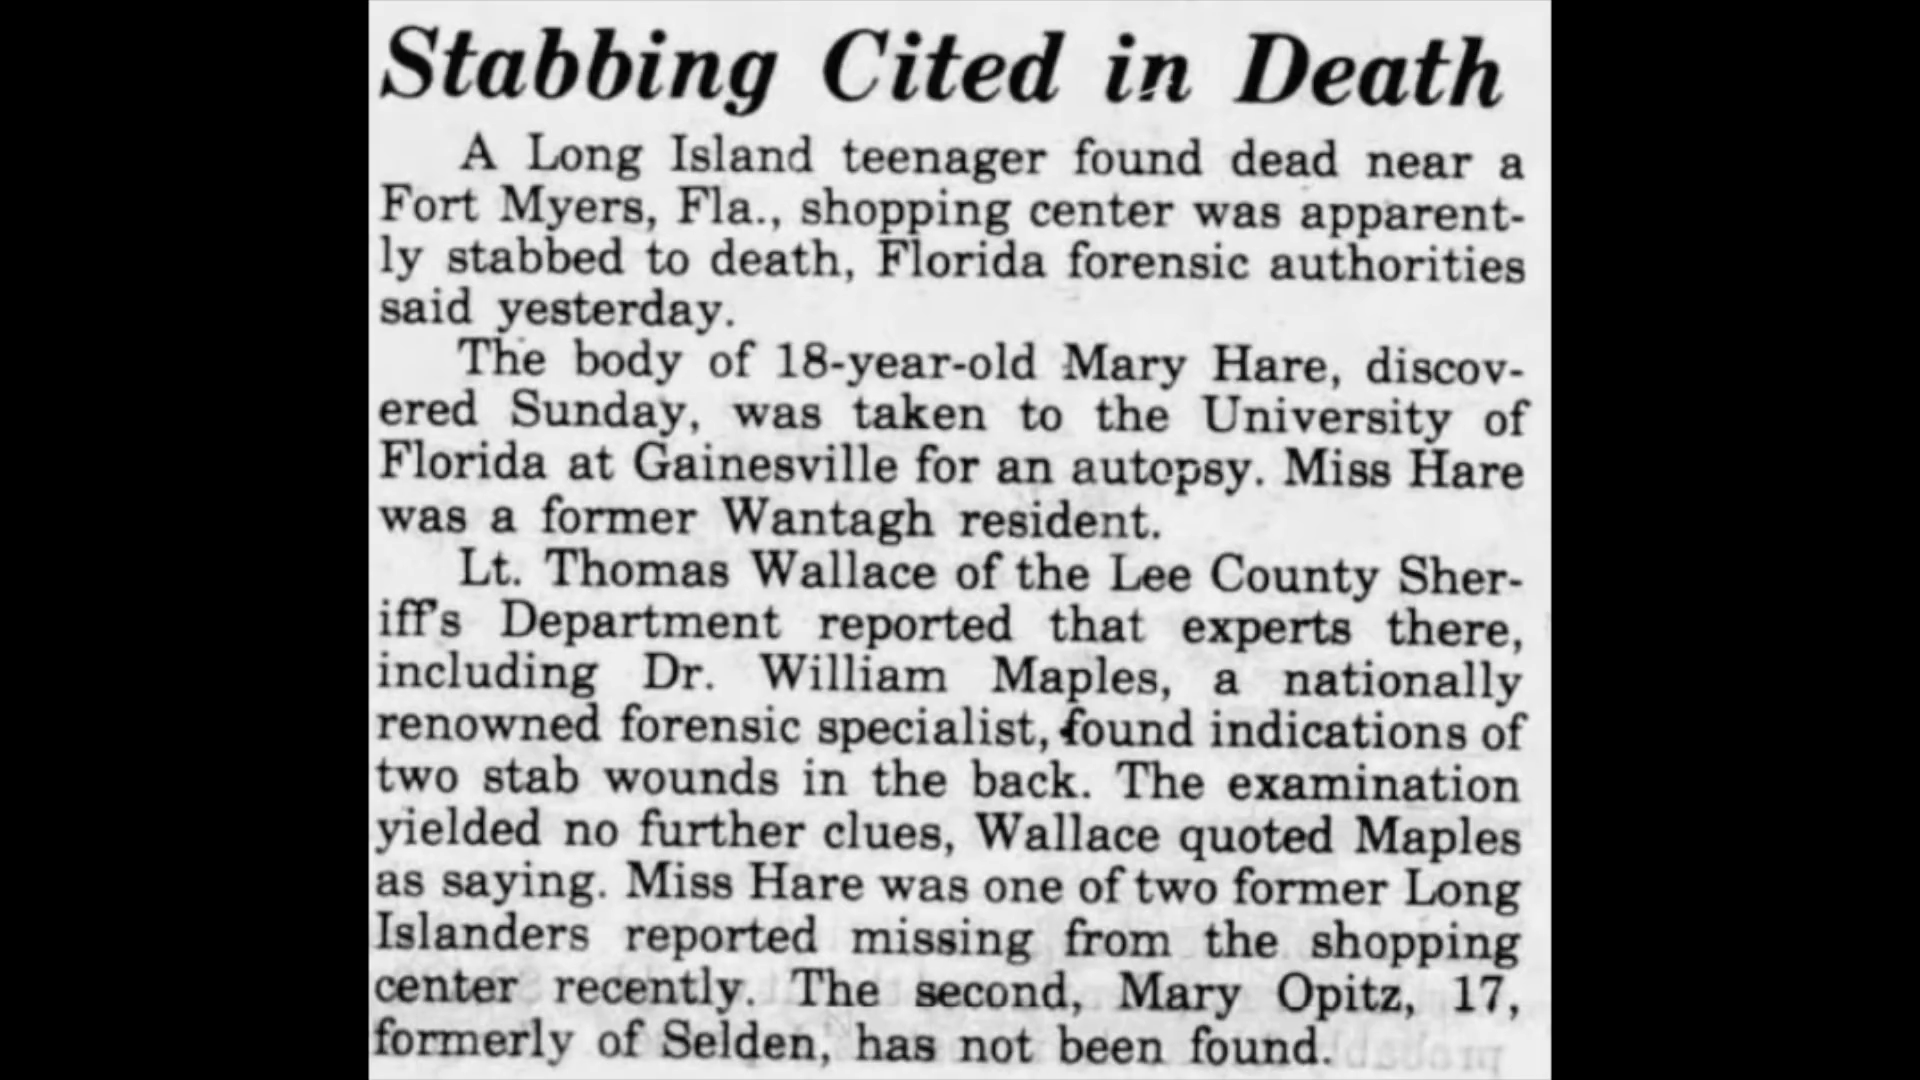 Stabbing Cited in Death
A Long Island teenager found dead near a
Fort Myers, Fla., shopping center was apparent-
ly stabbed to death, Florida forensic authorities
said yesterday.
The body of 18-year-old Mary Hare, discov-
ered Sunday, was taken to the University of
Florida at Gainesville for an autopsy. Miss Hare
was a former Wantagh resident.
Lt. Thomas Wallace of the Lee County Sher-
iff's Department reported that experts there,
including Dr. William Maples, a nationally
renowned forensic specialist, found indications of
two stab wounds in the back. The examination
yielded no further clues, Wallace quoted Maples
as saying. Miss Hare was one of two former Long
Islanders reported missing from the shopping
center recently. The second, Mary Opitz, 17,
formerly of Selden, has not been found.